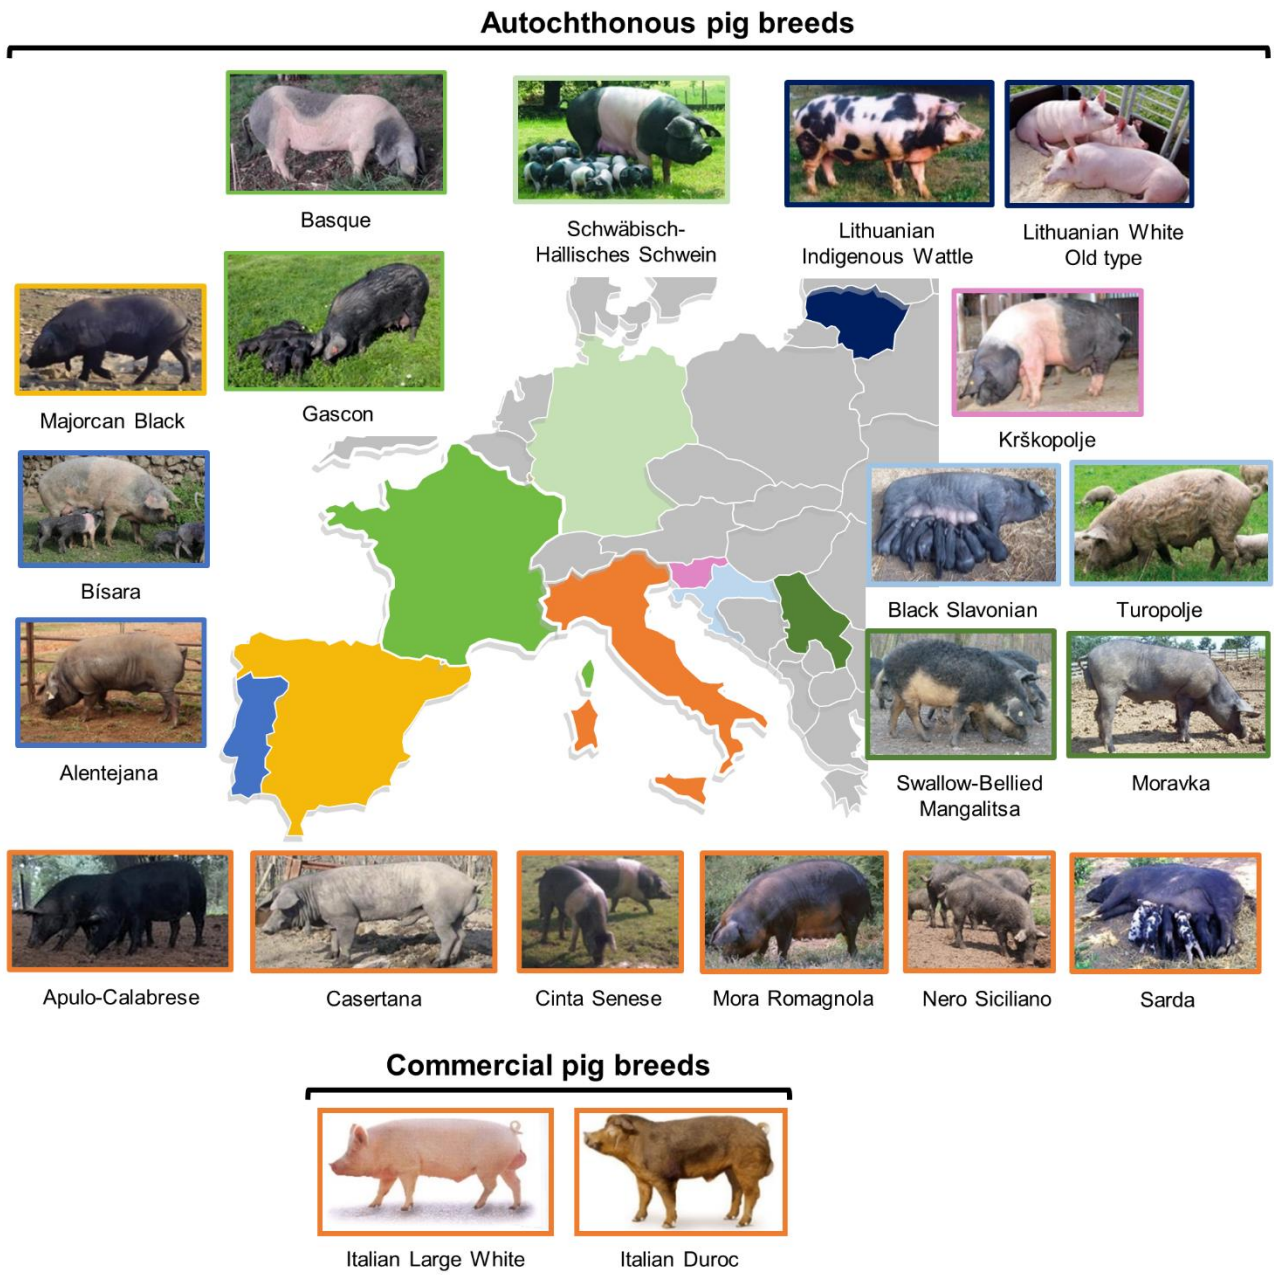 Autochthonous pig breeds
Basque
Schwäbisch-
Hällisches Schwein
Lithuanian
Indigenous Wattle
Lithuanian White
Old type
Majorcan Black
Gascon
Krškopolje
Bísara
Black Slavonian
Turopolje
Alentejana
Swallow-Bellied
Mangalitsa
Moravka
Apulo-Calabrese
Casertana
Cinta Senese
Mora Romagnola
Nero Siciliano
Sarda
Commercial pig breeds
Italian Large White
Italian Duroc